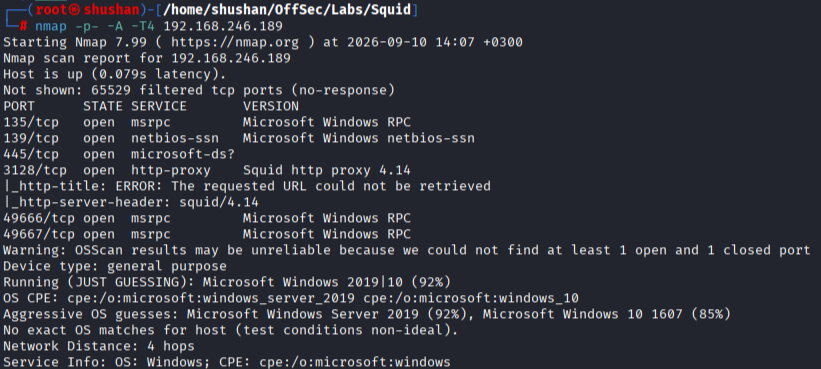 ┌──(root㉿shushan)-[/home/shushan/OffSec/Labs/Squid]
└─# nmap -p- -A -T4 192.168.246.189
Starting Nmap 7.99 ( https://nmap.org ) at 2026-09-10 14:07 +0300
Nmap scan report for 192.168.246.189
Host is up (0.079s latency).
Not shown: 65529 filtered tcp ports (no-response)
PORT      STATE SERVICE       VERSION
135/tcp   open  msrpc         Microsoft Windows RPC
139/tcp   open  netbios-ssn   Microsoft Windows netbios-ssn
445/tcp   open  microsoft-ds?
3128/tcp  open  http-proxy    Squid http proxy 4.14
|_http-title: ERROR: The requested URL could not be retrieved
|_http-server-header: squid/4.14
49666/tcp open  msrpc         Microsoft Windows RPC
49667/tcp open  msrpc         Microsoft Windows RPC
Warning: OSScan results may be unreliable because we could not find at least 1 open and 1 closed port
Device type: general purpose
Running (JUST GUESSING): Microsoft Windows 2019|10 (92%)
OS CPE: cpe:/o:microsoft:windows_server_2019 cpe:/o:microsoft:windows_10
Aggressive OS guesses: Microsoft Windows Server 2019 (92%), Microsoft Windows 10 1607 (85%)
No exact OS matches for host (test conditions non-ideal).
Network Distance: 4 hops
Service Info: OS: Windows; CPE: cpe:/o:microsoft:windows